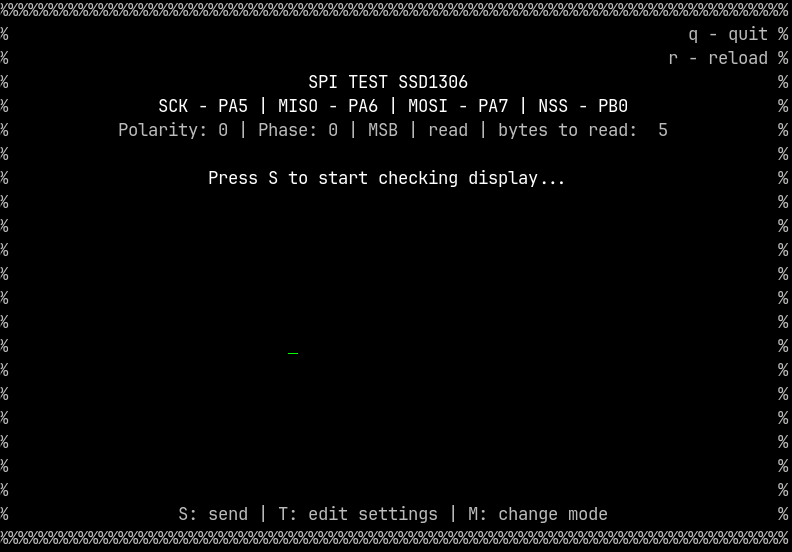 %%%%%%%%%%%%%%%%%%%%%%%%%%%%%%%%%%%%%%%%%%%%%%%%%%%%%%%%%%%%%%%%%%%%%%%%%%%%%%%%%
% q - quit %
% r - reload %
% SPI TEST SSD1306 %
% SCK - PA5 | MISO - PA6 | MOSI - PA7 | NSS - PB0 %
% Polarity: 0 | Phase: 0 | MSB | read | bytes to read:  5 %
% %
% Press S to start checking display... %
% %
% %
% %
% %
% %
% %
% _ %
% %
% %
% %
% %
% %
% %
% S: send | T: edit settings | M: change mode %
%%%%%%%%%%%%%%%%%%%%%%%%%%%%%%%%%%%%%%%%%%%%%%%%%%%%%%%%%%%%%%%%%%%%%%%%%%%%%%%%%